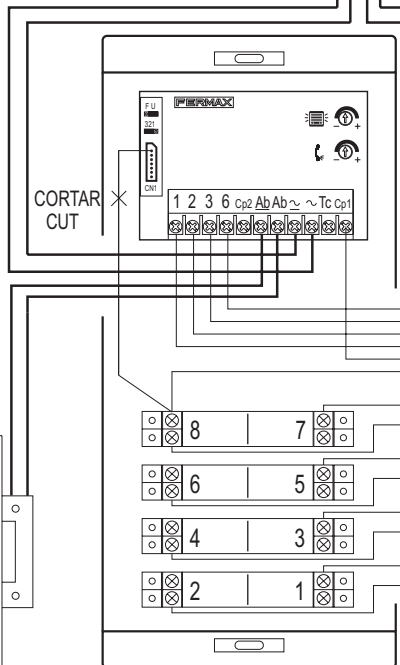 FERMAX
F U
321
CN1
CORTAR
CUT
1 2 3 6 Cp2 Ab Ab ~ ~ Tc Cp1
- +
- +
8 7
6 5
4 3
2 1